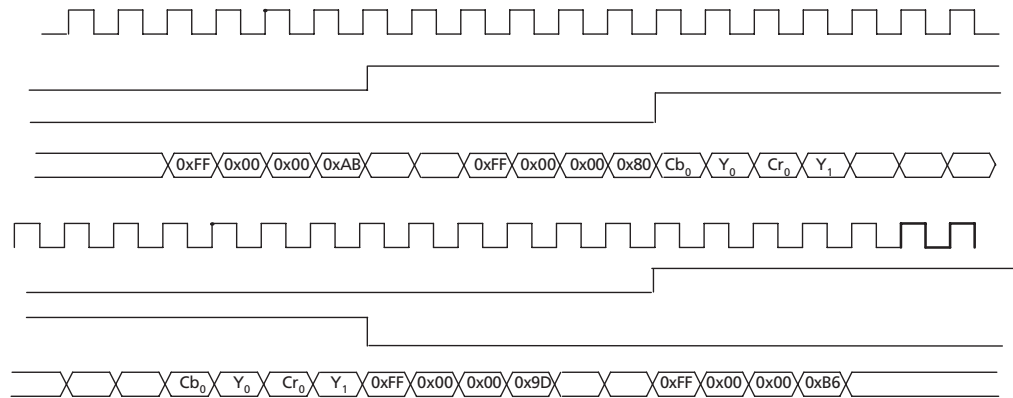 0xFF 0x00 0x00 0xAB 0xFF 0x00 0x00 0x80 Cb₀ Y₀ Cr₀ Y₁
Cb₀ Y₀ Cr₀ Y₁ 0xFF 0x00 0x00 0x9D 0xFF 0x00 0x00 0xB6